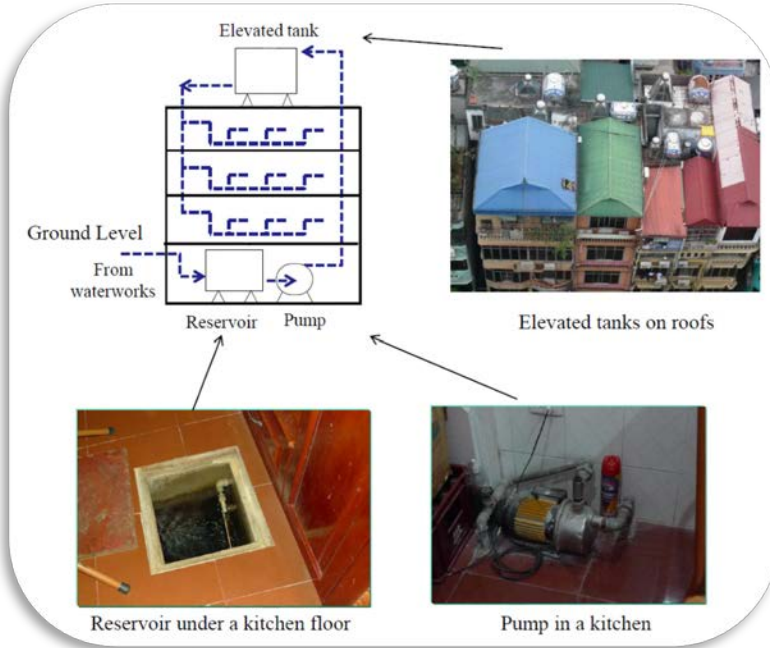 Elevated tank
Ground Level
From
waterworks
Reservoir
Pump
Elevated tanks on roofs
Reservoir under a kitchen floor
Pump in a kitchen